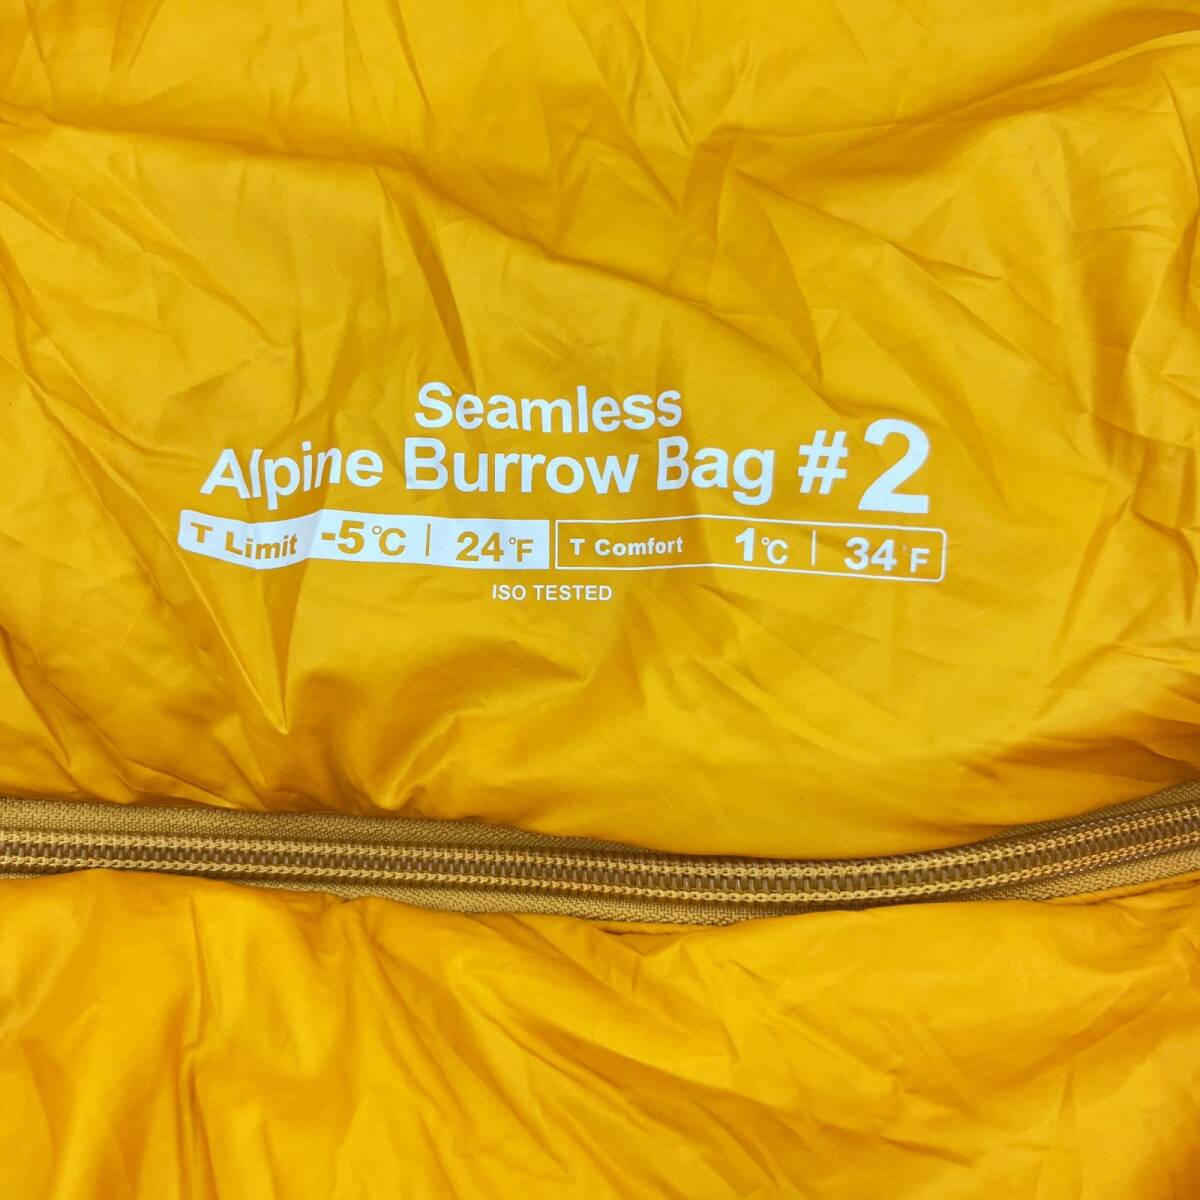 Seamless
Alpine Burrow Bag #2
T Limit -5℃ | 24°F T Comfort 1℃ | 34°F
ISO TESTED